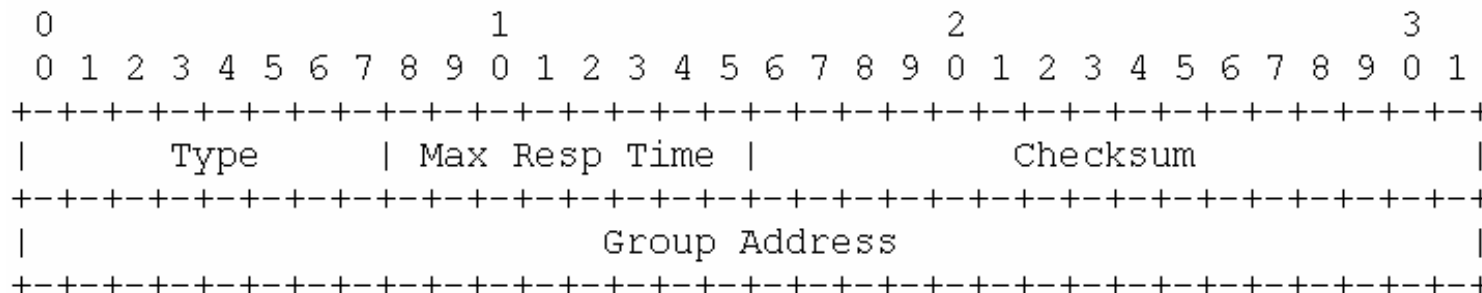 0                   1                   2                   3
0 1 2 3 4 5 6 7 8 9 0 1 2 3 4 5 6 7 8 9 0 1 2 3 4 5 6 7 8 9 0 1
+-+-+-+-+-+-+-+-+-+-+-+-+-+-+-+-+-+-+-+-+-+-+-+-+-+-+-+-+-+-+-+-+
|      Type     | Max Resp Time |           Checksum            |
+-+-+-+-+-+-+-+-+-+-+-+-+-+-+-+-+-+-+-+-+-+-+-+-+-+-+-+-+-+-+-+-+
|                         Group Address                         |
+-+-+-+-+-+-+-+-+-+-+-+-+-+-+-+-+-+-+-+-+-+-+-+-+-+-+-+-+-+-+-+-+